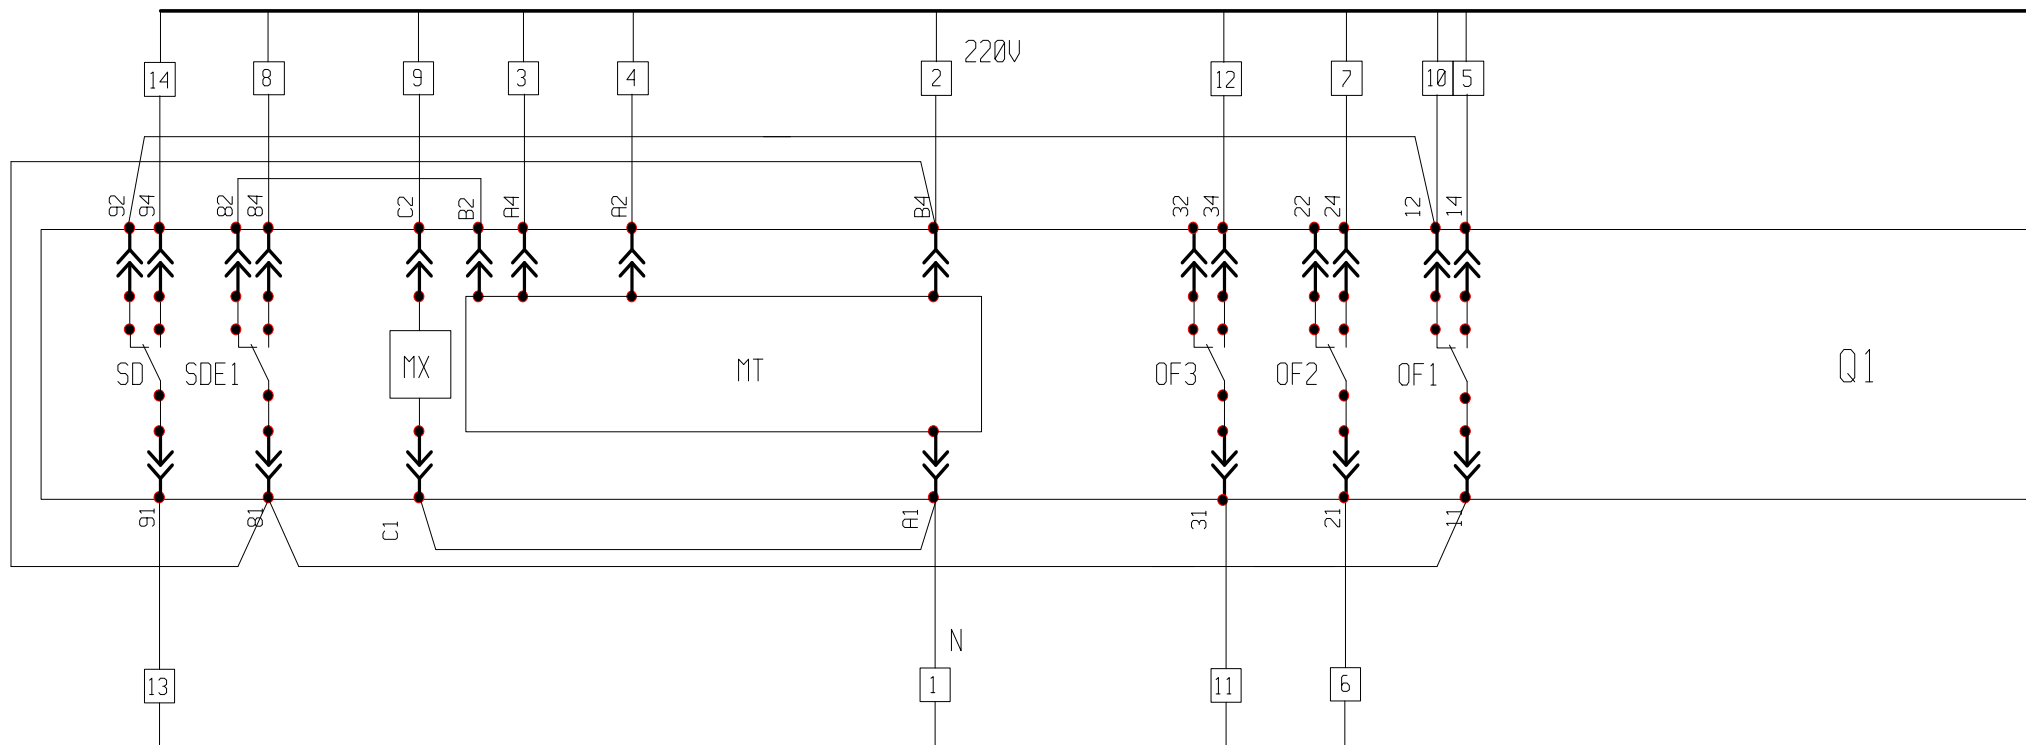 220V
14 8 9 3 4 2 12 7 10 5
92 94 82 84 C2 B2 A4 A2 B4 32 34 22 24 12 14
SD SDE1 MX MT OF3 OF2 OF1 Q1
91 81 C1 A1 31 21 11
N
13 1 11 6